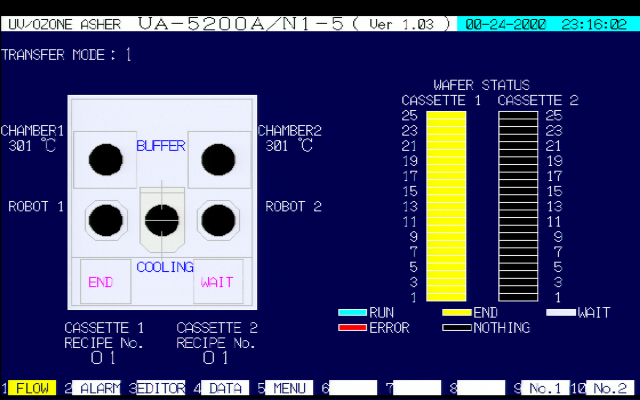 UV/OZONE ASHER UA-5200A/N1-5 ( Ver 1.03 ) 00-24-2000 23:16:02
TRANSFER MODE : 1
WAFER STATUS
CASSETTE 1 CASSETTE 2
25 25
23 23
21 21
19 19
17 17
15 15
13 13
11 11
9 9
7 7
5 5
3 3
1 1
RUN END WAIT
ERROR NOTHING
CHAMBER1 BUFFER CHAMBER2
301 ℃ 301 ℃
ROBOT 1 ROBOT 2
COOLING
END WAIT
CASSETTE 1 CASSETTE 2
RECIPE No. RECIPE No.
01 01
1 FLOW 2 ALARM 3 EDITOR 4 DATA 5 MENU 6 7 8 9 No.1 10 No.2